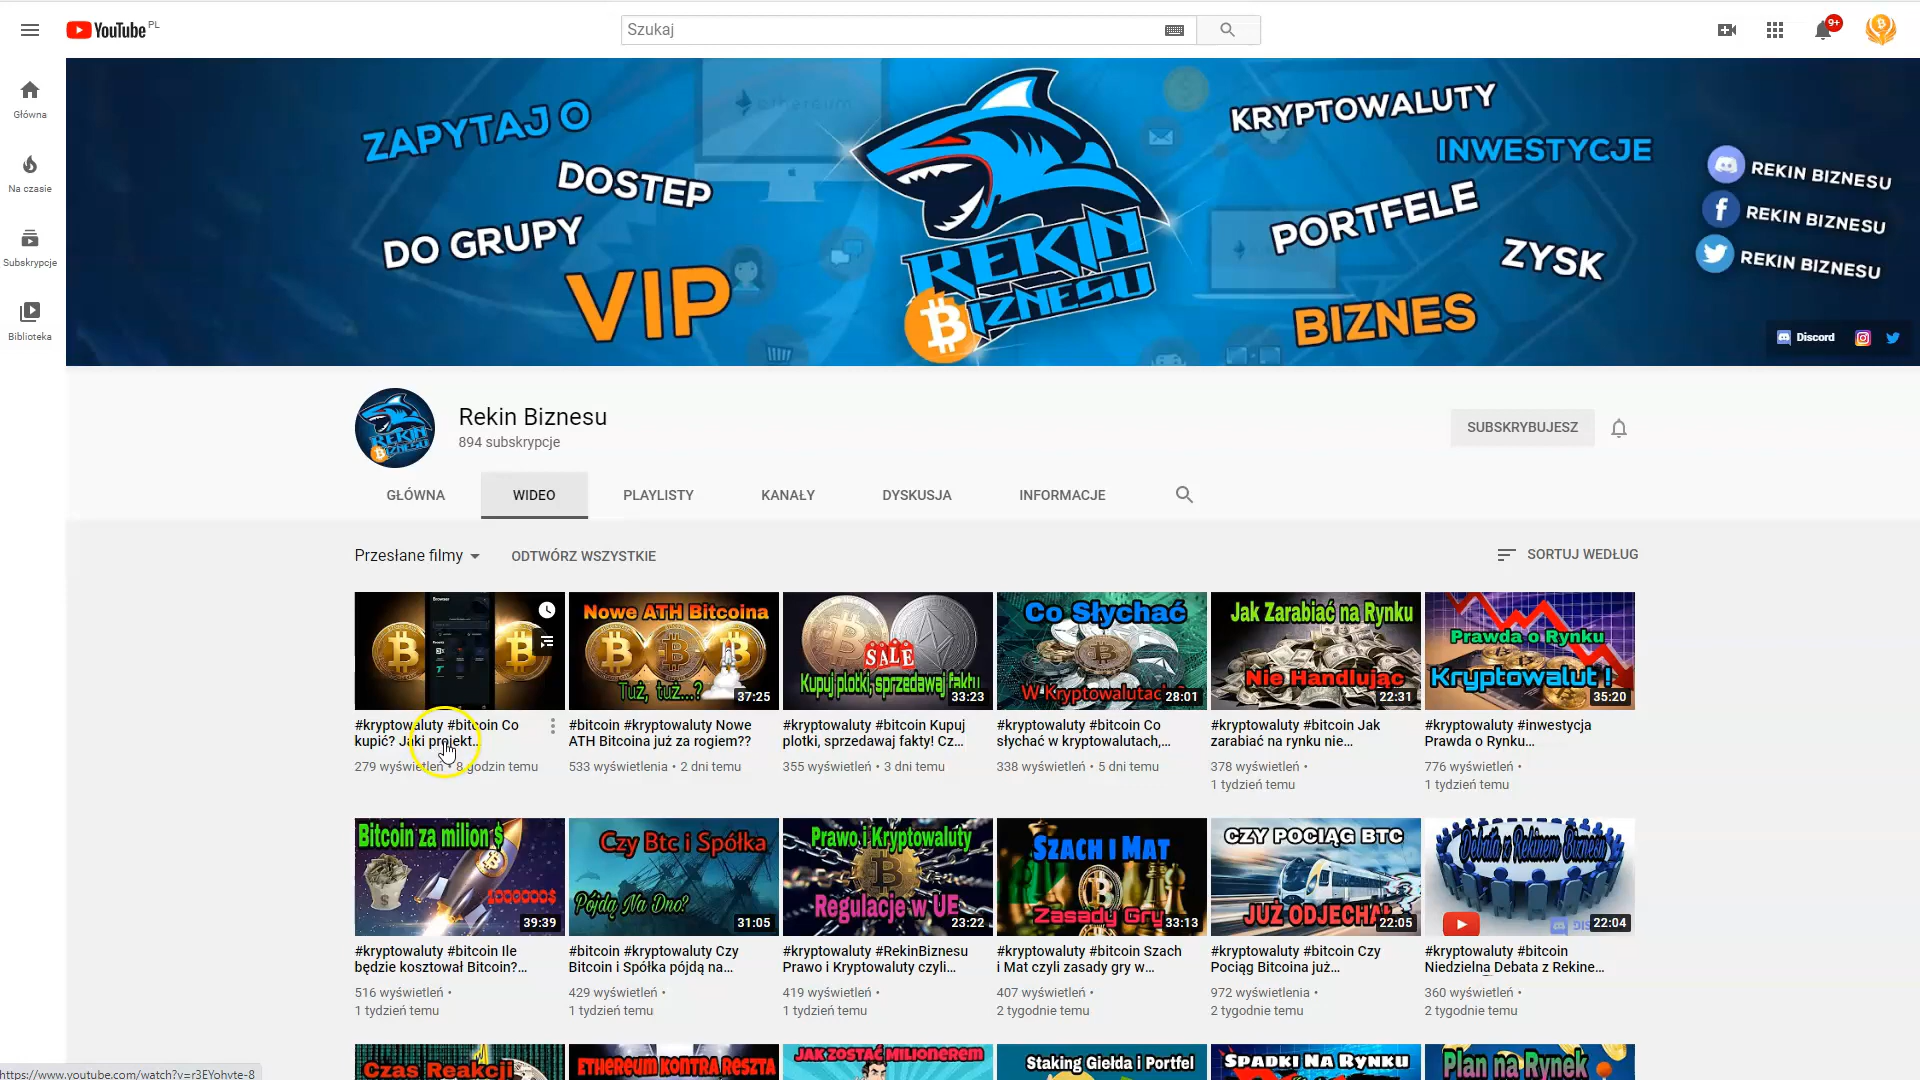 YouTube PL
Szukaj
9+
Główna
Na czasie
Subskrypcje
Biblioteka
ZAPYTAJ O
DOSTEP
DO GRUPY
VIP
ethereum
REKIN
BIZNESU
KRYPTOWALUTY
INWESTYCJE
PORTFELE
ZYSK
BIZNES
REKIN BIZNESU
REKIN BIZNESU
REKIN BIZNESU
Discord
Rekin Biznesu
894 subskrypcje
SUBSKRYBUJESZ
GŁÓWNA
WIDEO
PLAYLISTY
KANAŁY
DYSKUSJA
INFORMACJE
Przesłane filmy
ODTWÓRZ WSZYSTKIE
SORTUJ WEDŁUG
Browser
Nowe ATH Bitcoina
Tuż, tuż...?
37:25
SALE
Kupuj plotki, sprzedawaj fakty
33:23
Co Słychać
W Kryptowalutach
28:01
Jak Zarabiać na Rynku
Nie Handlując
22:31
Prawda o Rynku
Kryptowalut !
35:20
#kryptowaluty #bitcoin Co
kupić? Jaki projekt...
279 wyświetleń • 8 godzin temu
#bitcoin #kryptowaluty Nowe
ATH Bitcoina już za rogiem??
533 wyświetlenia • 2 dni temu
#kryptowaluty #bitcoin Kupuj
plotki, sprzedawaj fakty! Cz...
355 wyświetleń • 3 dni temu
#kryptowaluty #bitcoin Co
słychać w kryptowalutach,...
338 wyświetleń • 5 dni temu
#kryptowaluty #bitcoin Jak
zarabiać na rynku nie...
378 wyświetleń •
1 tydzień temu
#kryptowaluty #inwestycja
Prawda o Rynku...
776 wyświetleń •
1 tydzień temu
Bitcoin za milion $
1000000$
39:39
Czy Btc i Spółka
Pójdą Na Dno?
31:05
Prawo i Kryptowaluty
Regulacje w UE
23:22
SZACH I MAT
Zasady Gry
33:13
CZY POCIĄG BTC
JUŻ ODJECHAŁ
22:05
Debata z Rekinem Biznesu
22:04
#kryptowaluty #bitcoin Ile
będzie kosztował Bitcoin?...
516 wyświetleń •
1 tydzień temu
#bitcoin #kryptowaluty Czy
Bitcoin i Spółka pójdą na...
429 wyświetleń •
1 tydzień temu
#kryptowaluty #RekinBiznesu
Prawo i Kryptowaluty czyli...
419 wyświetleń •
1 tydzień temu
#kryptowaluty #bitcoin Szach
i Mat czyli zasady gry w...
407 wyświetleń •
2 tygodnie temu
#kryptowaluty #bitcoin Czy
Pociąg Bitcoina już...
972 wyświetlenia •
2 tygodnie temu
#kryptowaluty #bitcoin
Niedzielna Debata z Rekine...
360 wyświetleń •
2 tygodnie temu
Czas Reakcji
ETHEREUM KONTRA RESZTA
JAK ZOSTAĆ MILIONEREM
Staking Giełda i Portfel
SPADKI NA RYNKU
Plan na Rynek
https://www.youtube.com/watch?v=r3EYohvte-8